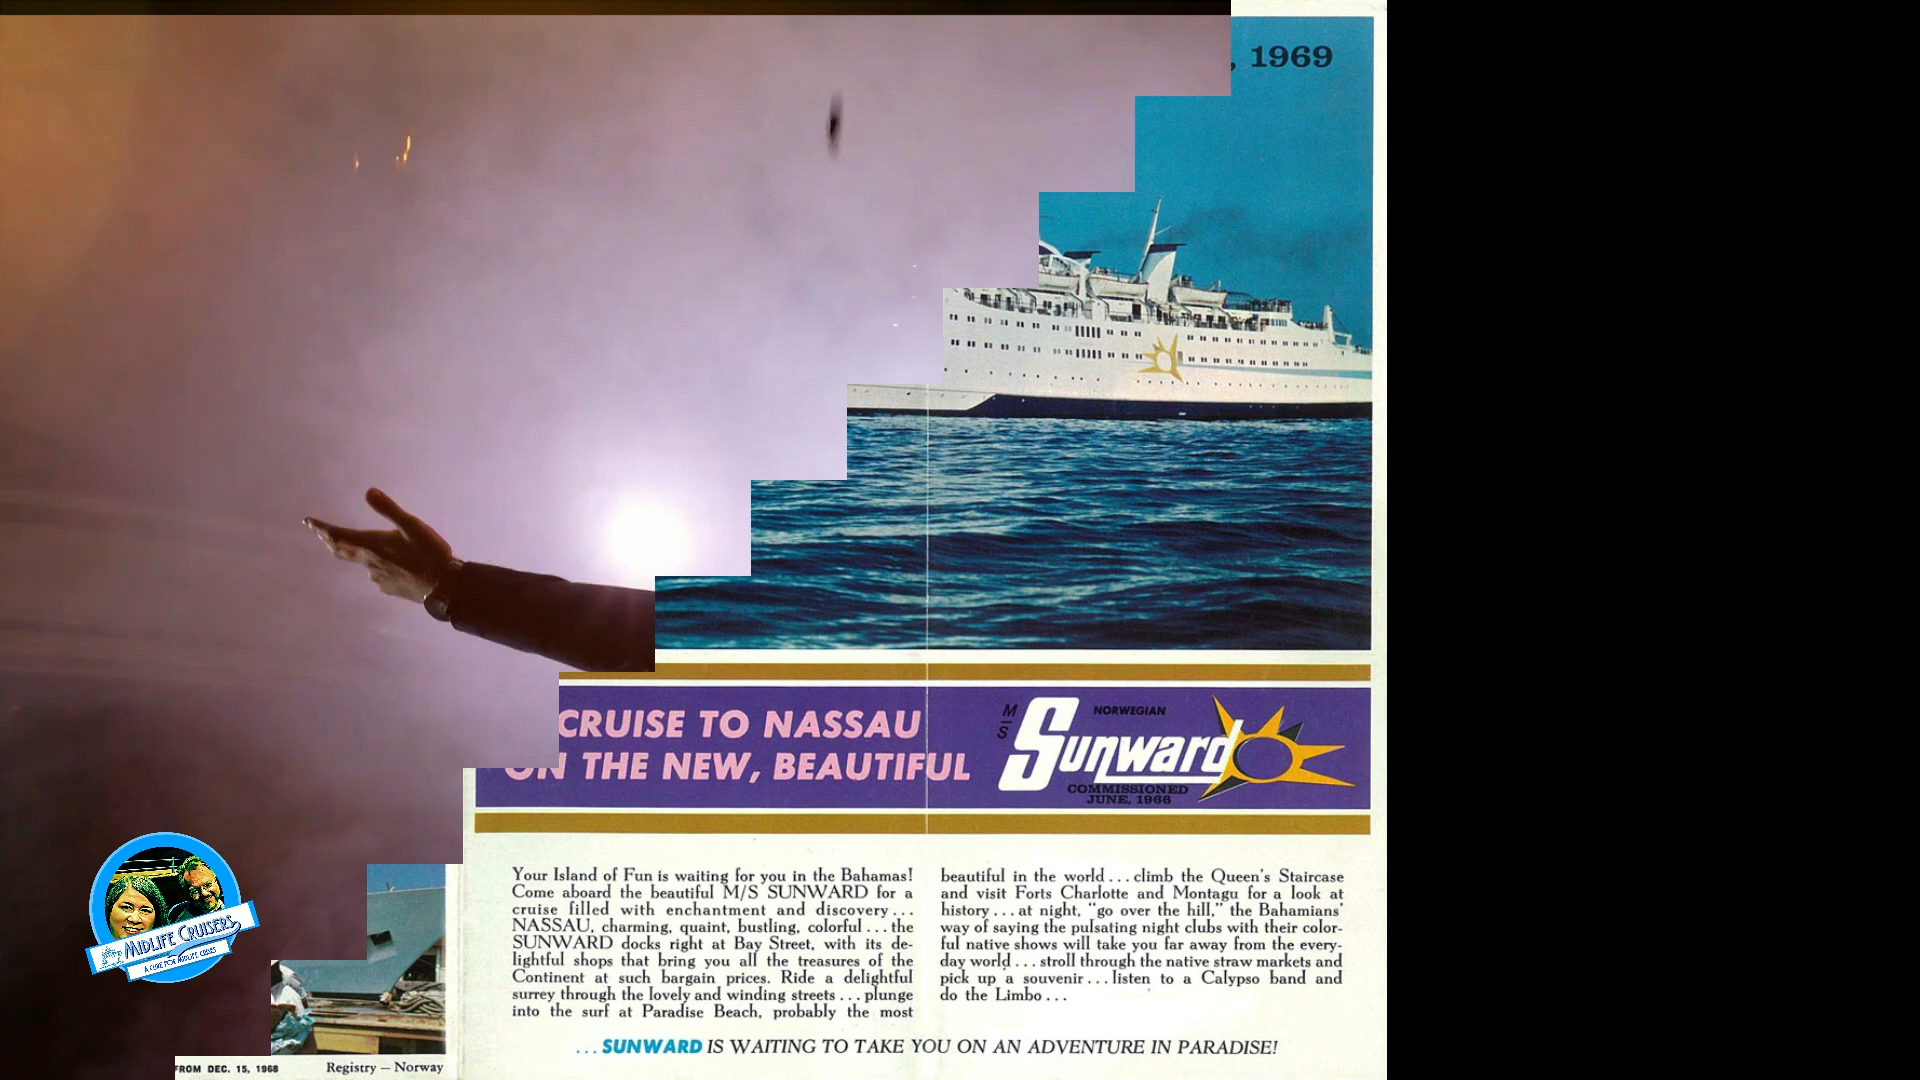 , 1969
CRUISE TO NASSAU
ON THE NEW, BEAUTIFUL
M/S
NORWEGIAN
Sunward
COMMISSIONED
JUNE, 1966
Your Island of Fun is waiting for you in the Bahamas!
Come aboard the beautiful M/S SUNWARD for a
cruise filled with enchantment and discovery...
NASSAU, charming, quaint, bustling, colorful...the
SUNWARD docks right at Bay Street, with its de-
lightful shops that bring you all the treasures of the
Continent at such bargain prices. Ride a delightful
surrey through the lovely and winding streets...plunge
into the surf at Paradise Beach, probably the most
beautiful in the world...climb the Queen's Staircase
and visit Forts Charlotte and Montagu for a look at
history...at night, "go over the hill," the Bahamians'
way of saying the pulsating night clubs with their color-
ful native shows will take you far away from the every-
day world...stroll through the native straw markets and
pick up a souvenir...listen to a Calypso band and
do the Limbo...
...SUNWARD IS WAITING TO TAKE YOU ON AN ADVENTURE IN PARADISE!
FROM DEC. 15, 1968
Registry – Norway
MIDLIFE CRUISERS
A CURE FOR MIDLIFE CRISES